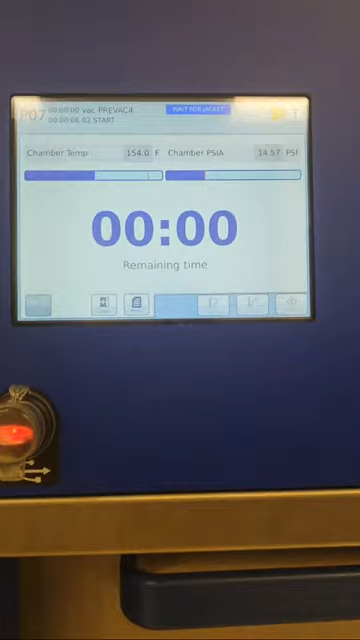 P07
00:00:00 vac PREVAC4
00:00:06.02 START
WAIT FOR JACKET
Chamber Temp 154.0 F Chamber PSIA 14.57 PSI
00:00
Remaining time